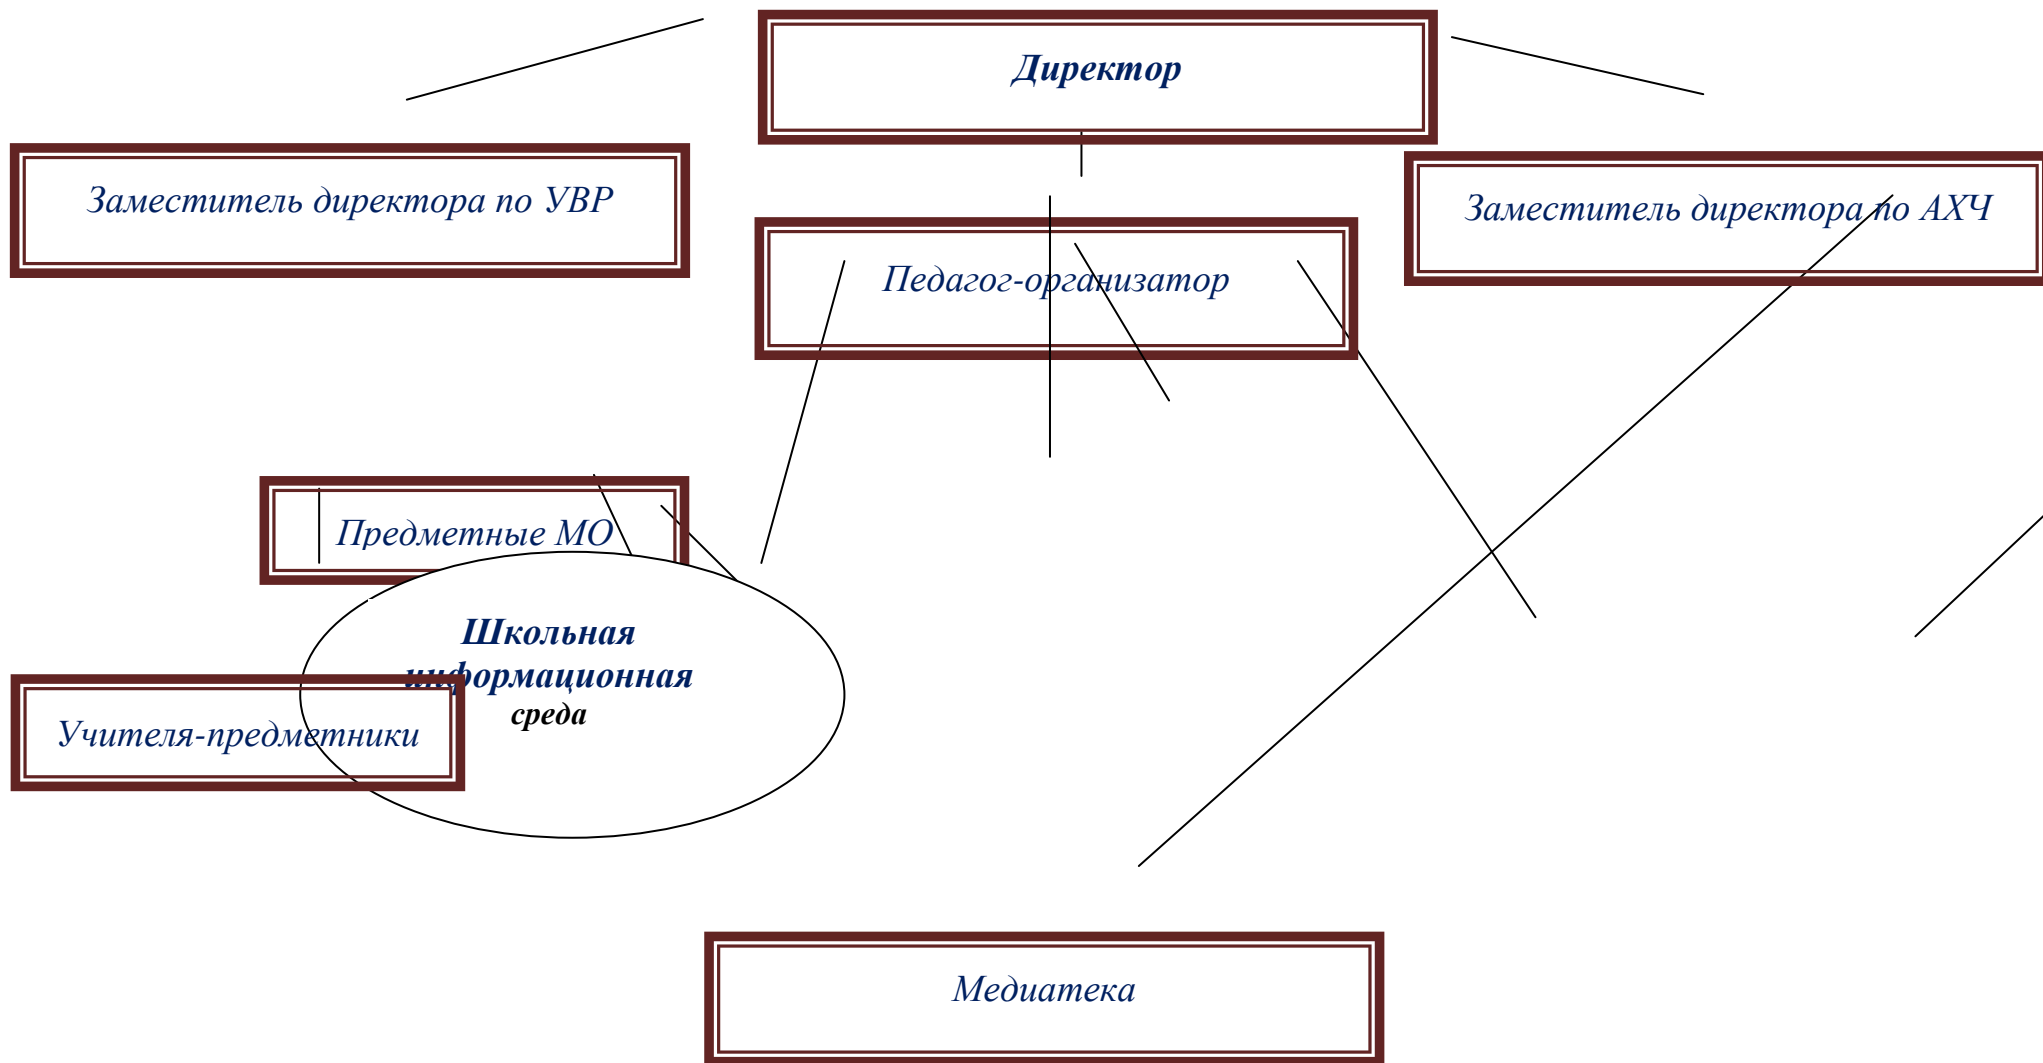 Директор
Заместитель директора по УВР
Заместитель директора по АХЧ
Педагог-организатор
Предметные МО
Школьная
информационная
среда
Учителя-предметники
Медиатека